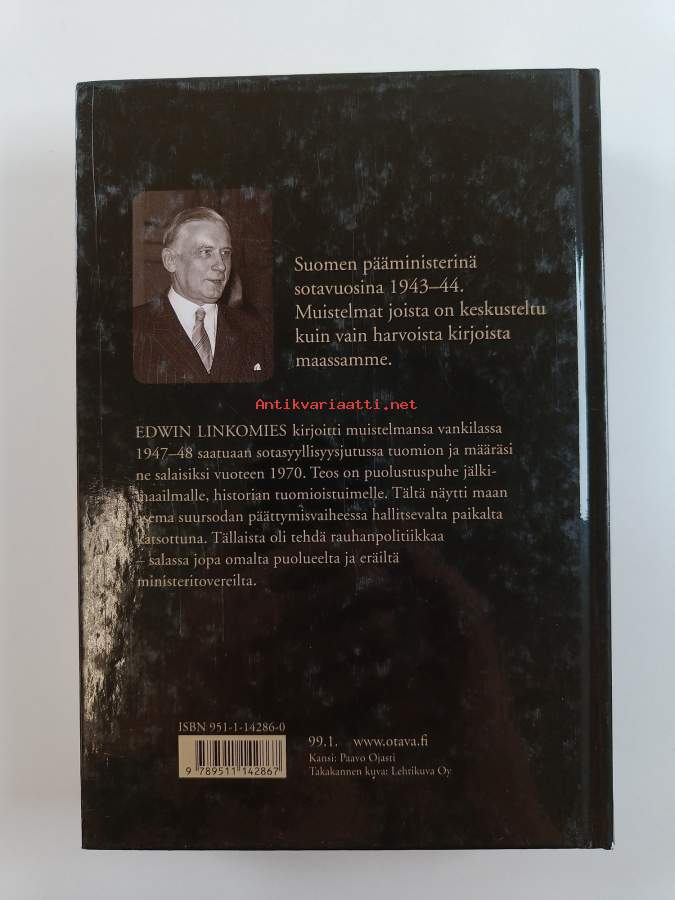 Suomen pääministerinä
sotavuosina 1943–44.
Muistelmat joista on keskusteltu
kuin vain harvoista kirjoista
maassamme.
Antikvariaatti.net
EDWIN LINKOMIES kirjoitti muistelmansa vankilassa
1947–48 saatuaan sotasyyllisyysjutussa tuomion ja määräsi
ne salaisiksi vuoteen 1970. Teos on puolustuspuhe jälki-
maailmalle, historian tuomioistuimelle. Tältä näytti maan
asema suursodan päättymisvaiheessa hallitsevalta paikalta
katsottuna. Tällaista oli tehdä rauhanpolitiikkaa
– salassa jopa omalta puolueelta ja eräiltä
ministeritovereilta.
ISBN 951-1-14286-0
9 789511 142867
99.1. www.otava.fi
Kansi: Paavo Ojasti
Takakannen kuva: Lehtikuva Oy